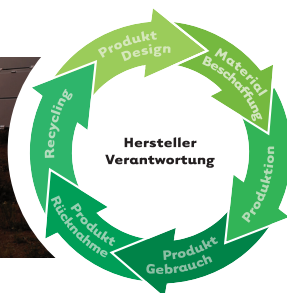 Produkt
Design
Material
Beschaffung
Produktion
Produkt
Gebrauch
Produkt
Rücknahme
Recycling
Hersteller
Verantwortung